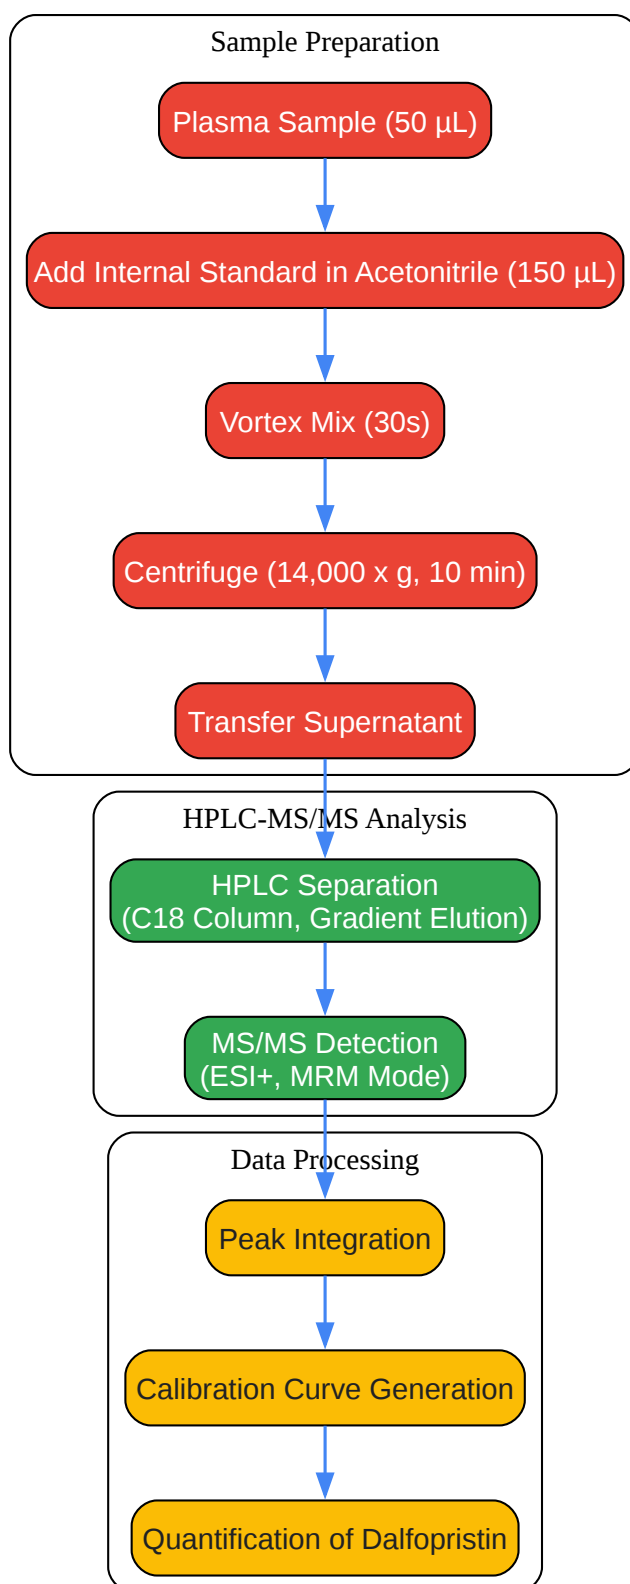 Sample Preparation
Plasma Sample (50 µL)
Add Internal Standard in Acetonitrile (150 µL)
Vortex Mix (30s)
Centrifuge (14,000 x g, 10 min)
Transfer Supernatant
HPLC-MS/MS Analysis
HPLC Separation
(C18 Column, Gradient Elution)
MS/MS Detection
(ESI+, MRM Mode)
Data Processing
Peak Integration
Calibration Curve Generation
Quantification of Dalfopristin